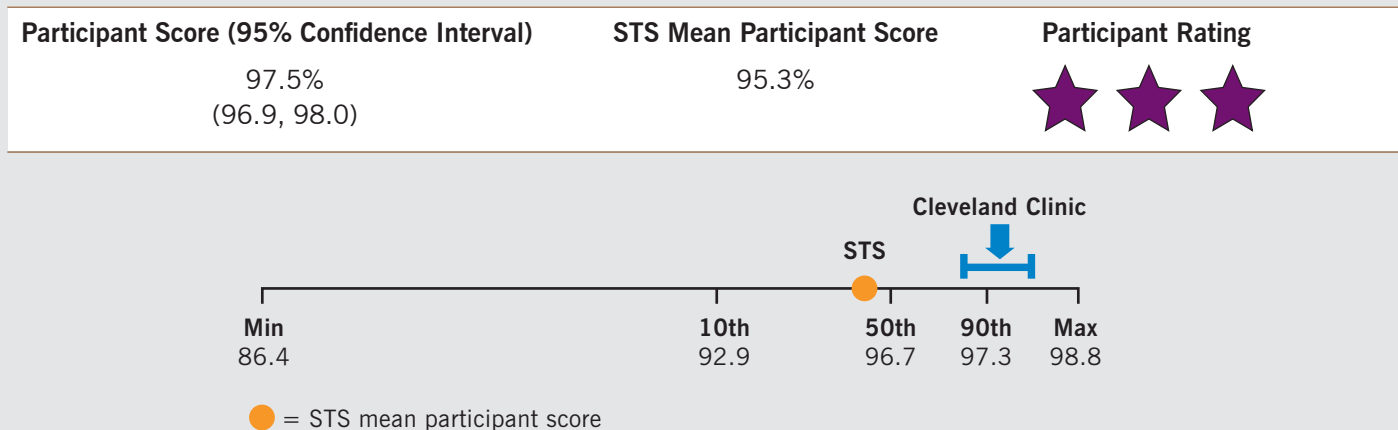 Participant Score (95% Confidence Interval) STS Mean Participant Score Participant Rating
97.5% 95.3%
(96.9, 98.0)
Cleveland Clinic
STS
Min 10th 50th 90th Max
86.4 92.9 96.7 97.3 98.8
= STS mean participant score